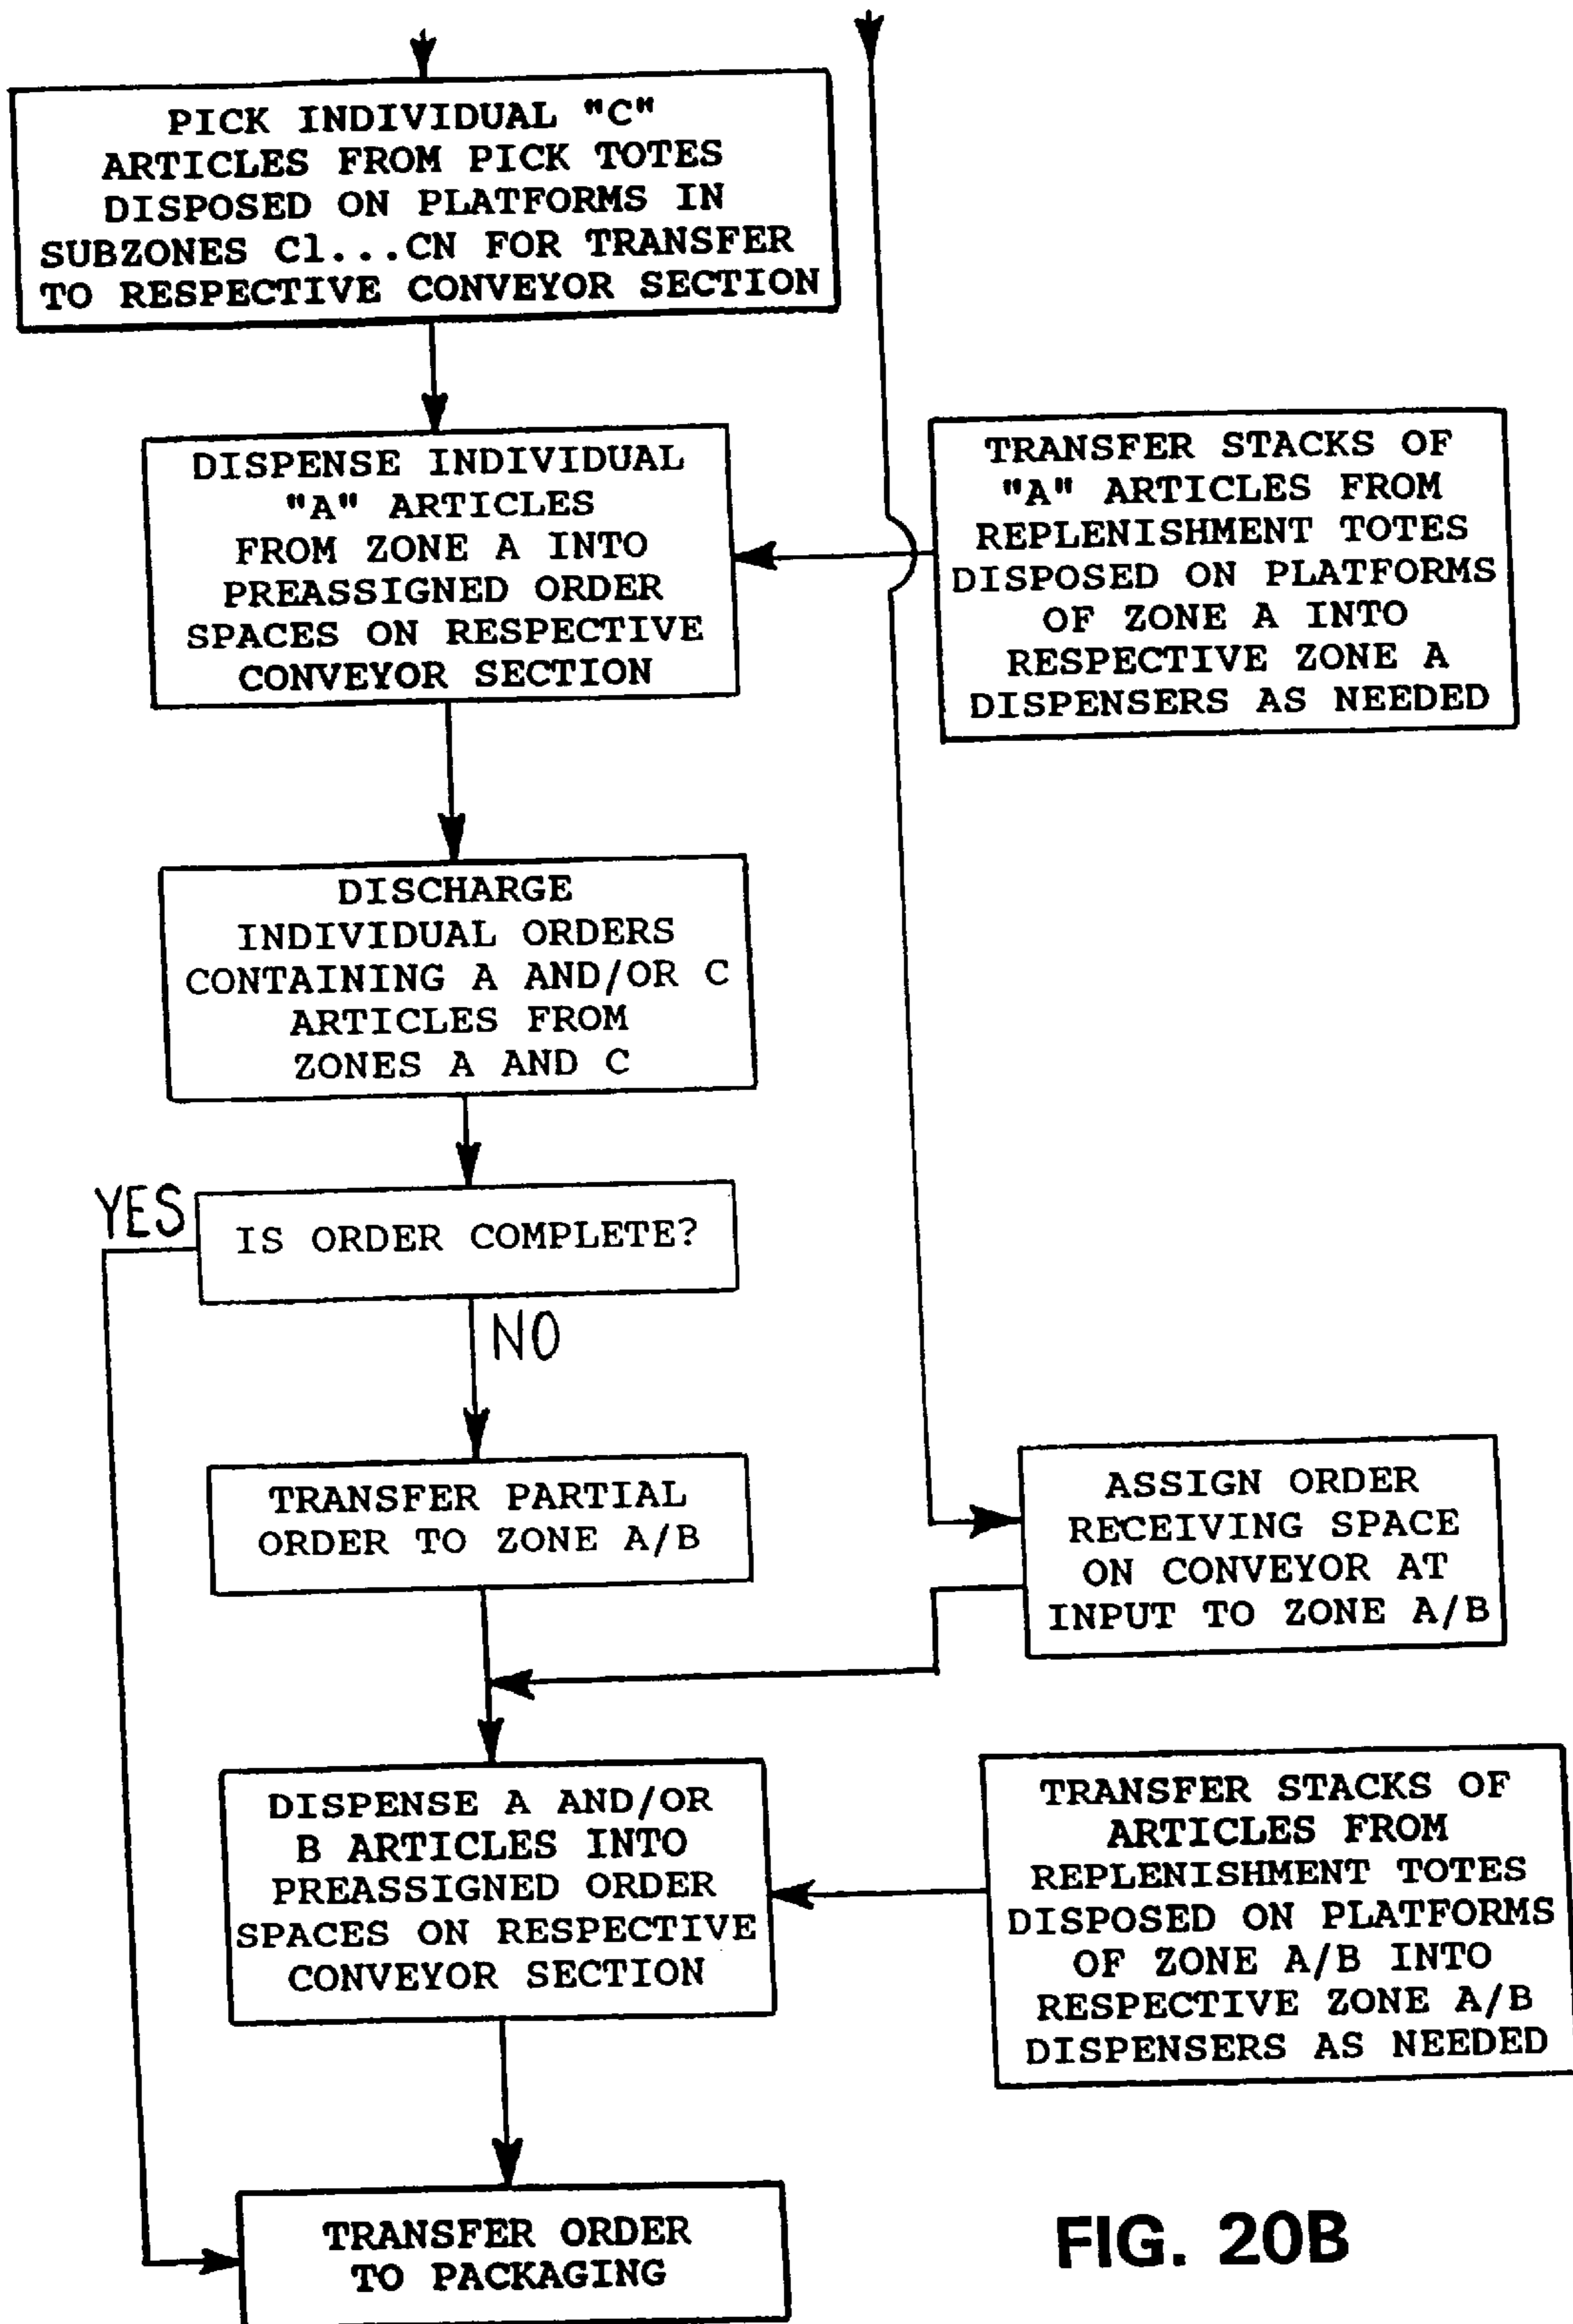 PICK INDIVIDUAL "C"
ARTICLES FROM PICK TOTES
DISPOSED ON PLATFORMS IN
SUBZONES C1...CN FOR TRANSFER
TO RESPECTIVE CONVEYOR SECTION
DISPENSE INDIVIDUAL
"A" ARTICLES
FROM ZONE A INTO
PREASSIGNED ORDER
SPACES ON RESPECTIVE
CONVEYOR SECTION
TRANSFER STACKS OF
"A" ARTICLES FROM
REPLENISHMENT TOTES
DISPOSED ON PLATFORMS
OF ZONE A INTO
RESPECTIVE ZONE A
DISPENSERS AS NEEDED
DISCHARGE
INDIVIDUAL ORDERS
CONTAINING A AND/OR C
ARTICLES FROM
ZONES A AND C
YES
IS ORDER COMPLETE?
NO
TRANSFER PARTIAL
ORDER TO ZONE A/B
ASSIGN ORDER
RECEIVING SPACE
ON CONVEYOR AT
INPUT TO ZONE A/B
DISPENSE A AND/OR
B ARTICLES INTO
PREASSIGNED ORDER
SPACES ON RESPECTIVE
CONVEYOR SECTION
TRANSFER STACKS OF
ARTICLES FROM
REPLENISHMENT TOTES
DISPOSED ON PLATFORMS
OF ZONE A/B INTO
RESPECTIVE ZONE A/B
DISPENSERS AS NEEDED
TRANSFER ORDER
TO PACKAGING
FIG. 20B